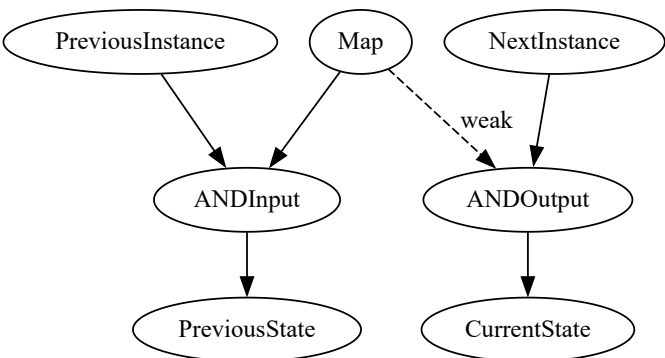 PreviousInstance
Map
NextInstance
weak
ANDInput
ANDOutput
PreviousState
CurrentState